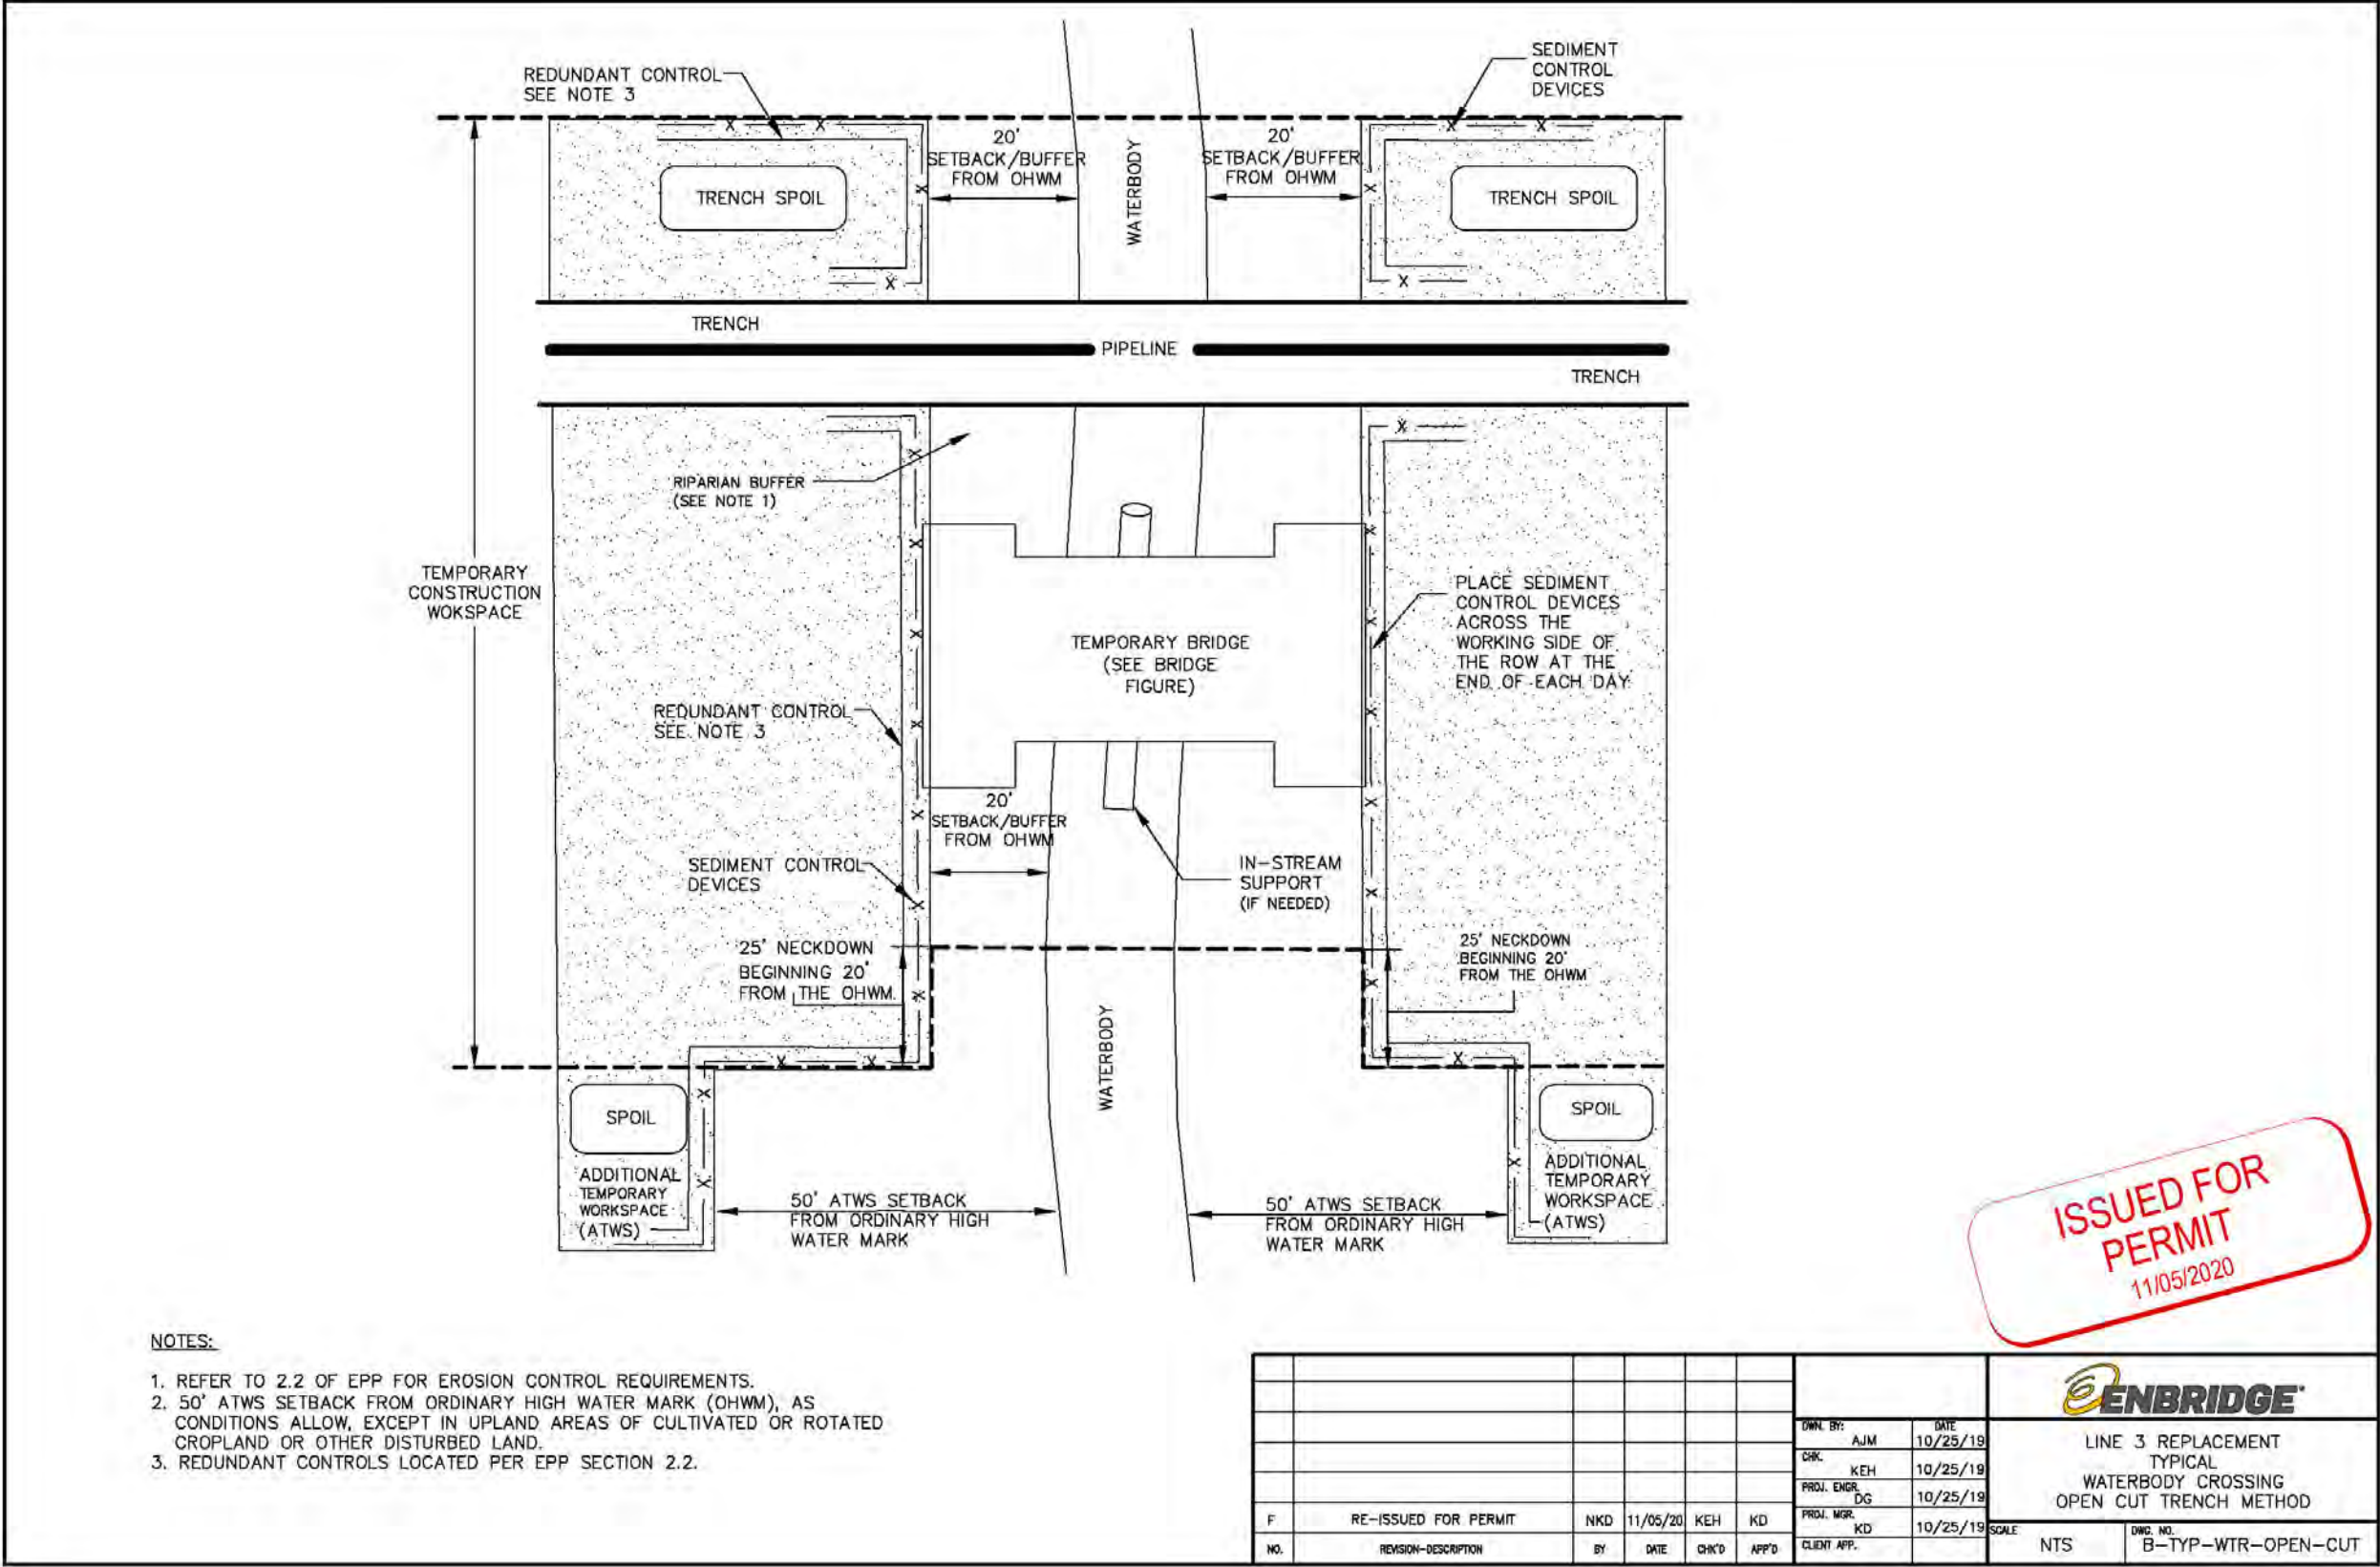 REDUNDANT CONTROL
SEE NOTE 3
SEDIMENT
CONTROL
DEVICES
20'
SETBACK/BUFFER
FROM OHWM
WATERBODY
20'
SETBACK/BUFFER
FROM OHWM
TRENCH SPOIL
TRENCH SPOIL
TRENCH
PIPELINE
TRENCH
RIPARIAN BUFFER
(SEE NOTE 1)
TEMPORARY
CONSTRUCTION
WOKSPACE
TEMPORARY BRIDGE
(SEE BRIDGE
FIGURE)
PLACE SEDIMENT
CONTROL DEVICES
ACROSS THE
WORKING SIDE OF
THE ROW AT THE
END OF EACH DAY
REDUNDANT CONTROL
SEE NOTE 3
20'
SETBACK/BUFFER
FROM OHWM
SEDIMENT CONTROL
DEVICES
IN-STREAM
SUPPORT
(IF NEEDED)
25' NECKDOWN
BEGINNING 20'
FROM THE OHWM.
25' NECKDOWN
BEGINNING 20'
FROM THE OHWM
WATERBODY
SPOIL
SPOIL
ADDITIONAL
TEMPORARY
WORKSPACE
(ATWS)
50' ATWS SETBACK
FROM ORDINARY HIGH
WATER MARK
50' ATWS SETBACK
FROM ORDINARY HIGH
WATER MARK
ADDITIONAL
TEMPORARY
WORKSPACE
(ATWS)
ISSUED FOR
PERMIT
11/05/2020
NOTES:
1. REFER TO 2.2 OF EPP FOR EROSION CONTROL REQUIREMENTS.
2. 50' ATWS SETBACK FROM ORDINARY HIGH WATER MARK (OHWM), AS
CONDITIONS ALLOW, EXCEPT IN UPLAND AREAS OF CULTIVATED OR ROTATED
CROPLAND OR OTHER DISTURBED LAND.
3. REDUNDANT CONTROLS LOCATED PER EPP SECTION 2.2.
F RE-ISSUED FOR PERMIT NKD 11/05/20 KEH KD
NO. REVISION-DESCRIPTION BY DATE CHK'D APP'D
DWN. BY: DATE
AJM 10/25/19
CHK.
KEH 10/25/19
PROJ. ENGR.
DG 10/25/19
PROJ. MGR.
KD 10/25/19
CLIENT APP.
ENBRIDGE
LINE 3 REPLACEMENT
TYPICAL
WATERBODY CROSSING
OPEN CUT TRENCH METHOD
SCALE
NTS
DWG. NO.
B-TYP-WTR-OPEN-CUT